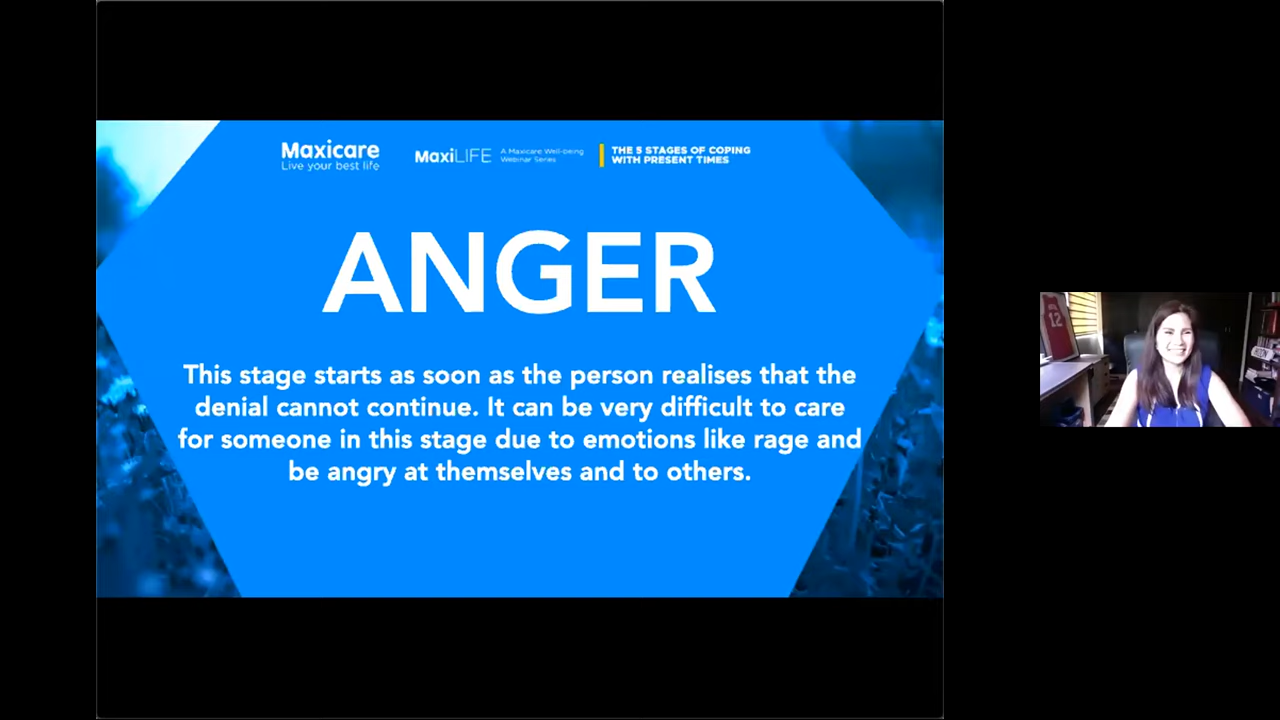 Maxicare
Live your best life
MaxiLIFE
A Maxicare Well-being
Webinar Series
THE 5 STAGES OF COPING
WITH PRESENT TIMES
ANGER
This stage starts as soon as the person realises that the
denial cannot continue. It can be very difficult to care
for someone in this stage due to emotions like rage and
be angry at themselves and to others.
12